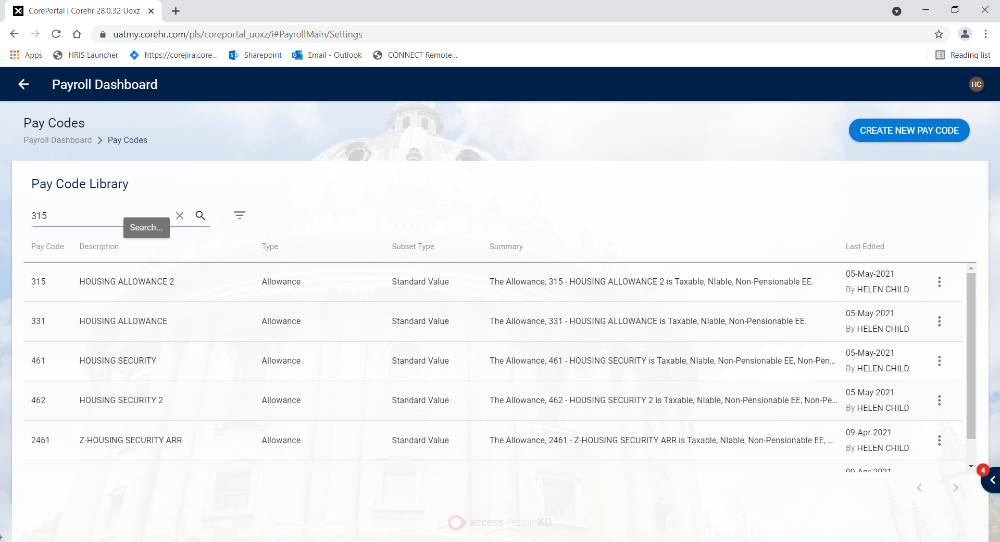 CorePortal | Corehr 28.0.32 Uoxz
uatmy.corehr.com/pls/coreportal_uoxz/i#PayrollMain/Settings
Apps HRIS Launcher https://corejira.core... Sharepoint Email - Outlook CONNECT Remote... Reading list
Payroll Dashboard HC
Pay Codes
Payroll Dashboard > Pay Codes
CREATE NEW PAY CODE
Pay Code Library
315
Search...
Pay Code Description Type Subset Type Summary Last Edited
315 HOUSING ALLOWANCE 2 Allowance Standard Value The Allowance, 315 - HOUSING ALLOWANCE 2 is Taxable, NIable, Non-Pensionable EE. 05-May-2021
By HELEN CHILD
331 HOUSING ALLOWANCE Allowance Standard Value The Allowance, 331 - HOUSING ALLOWANCE is Taxable, NIable, Non-Pensionable EE. 05-May-2021
By HELEN CHILD
461 HOUSING SECURITY Allowance Standard Value The Allowance, 461 - HOUSING SECURITY is Taxable, NIable, Non-Pensionable EE, Non-Pen... 05-May-2021
By HELEN CHILD
462 HOUSING SECURITY 2 Allowance Standard Value The Allowance, 462 - HOUSING SECURITY 2 is Taxable, NIable, Non-Pensionable EE, Non-Pe... 05-May-2021
By HELEN CHILD
2461 Z-HOUSING SECURITY ARR Allowance Standard Value The Allowance, 2461 - Z-HOUSING SECURITY ARR is Taxable, NIable, Non-Pensionable EE, ... 09-Apr-2021
By HELEN CHILD
09-Apr-2021
4
access PeopleXD